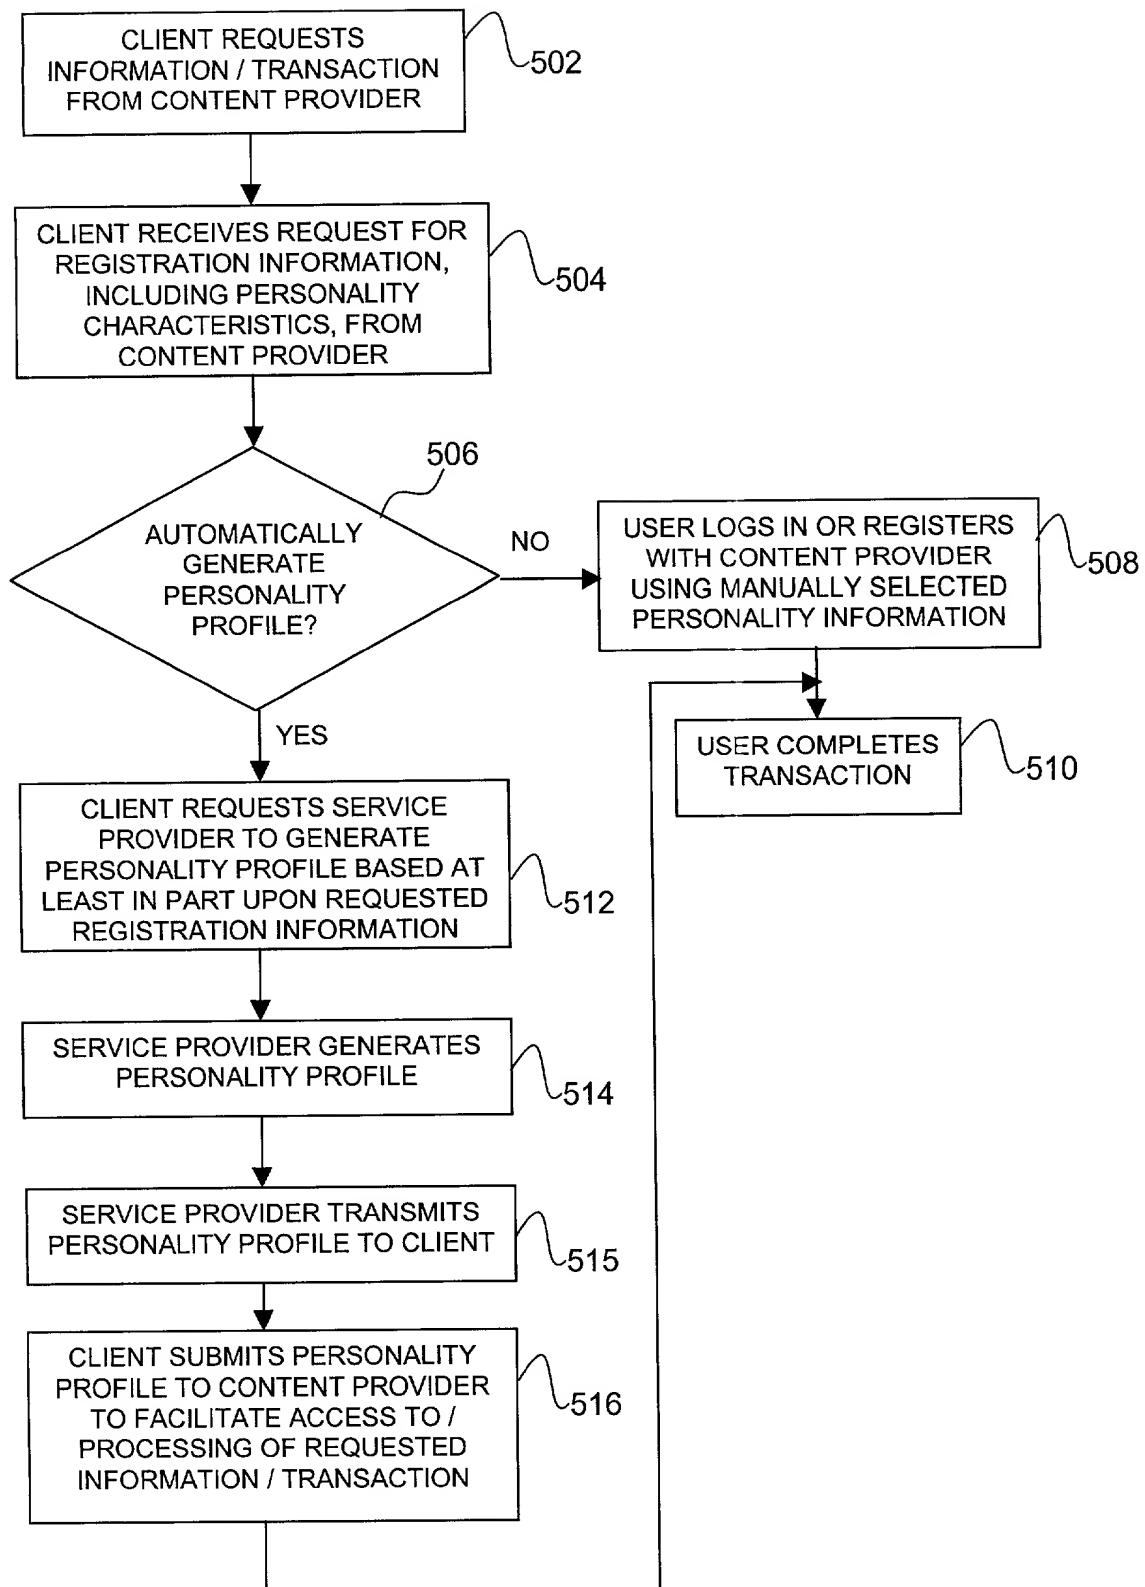 CLIENT REQUESTS
INFORMATION / TRANSACTION
FROM CONTENT PROVIDER
502
CLIENT RECEIVES REQUEST FOR
REGISTRATION INFORMATION,
INCLUDING PERSONALITY
CHARACTERISTICS, FROM
CONTENT PROVIDER
504
506
AUTOMATICALLY
GENERATE
PERSONALITY
PROFILE?
NO
USER LOGS IN OR REGISTERS
WITH CONTENT PROVIDER
USING MANUALLY SELECTED
PERSONALITY INFORMATION
508
YES
USER COMPLETES
TRANSACTION
510
CLIENT REQUESTS SERVICE
PROVIDER TO GENERATE
PERSONALITY PROFILE BASED AT
LEAST IN PART UPON REQUESTED
REGISTRATION INFORMATION
512
SERVICE PROVIDER GENERATES
PERSONALITY PROFILE
514
SERVICE PROVIDER TRANSMITS
PERSONALITY PROFILE TO CLIENT
515
CLIENT SUBMITS PERSONALITY
PROFILE TO CONTENT PROVIDER
TO FACILITATE ACCESS TO /
PROCESSING OF REQUESTED
INFORMATION / TRANSACTION
516